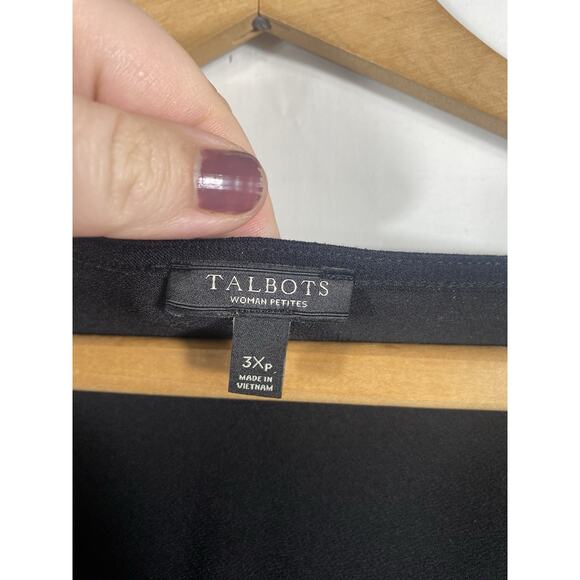 TALBOTS
WOMAN PETITES
3XP
MADE IN
VIETNAM